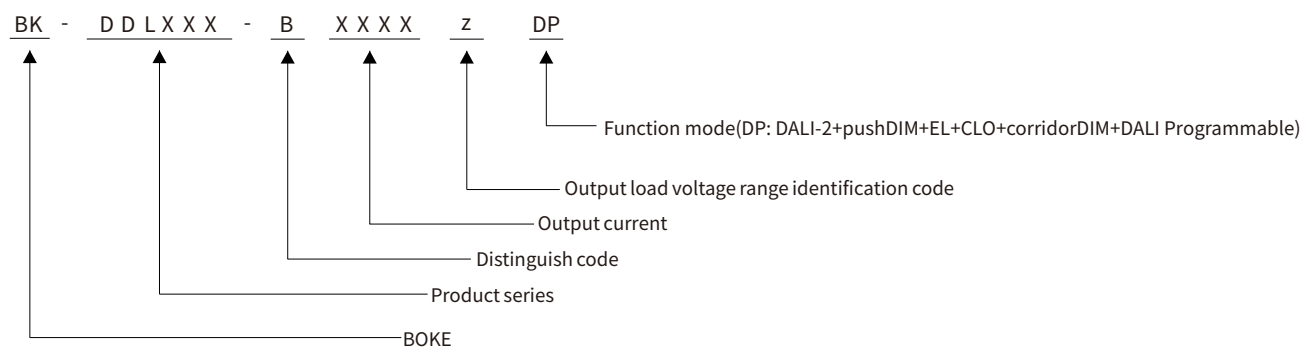 BK - DDLXXX - B XXXX z DP
Function mode(DP: DALI-2+pushDIM+EL+CLO+corridorDIM+DALI Programmable)
Output load voltage range identification code
Output current
Distinguish code
Product series
BOKE